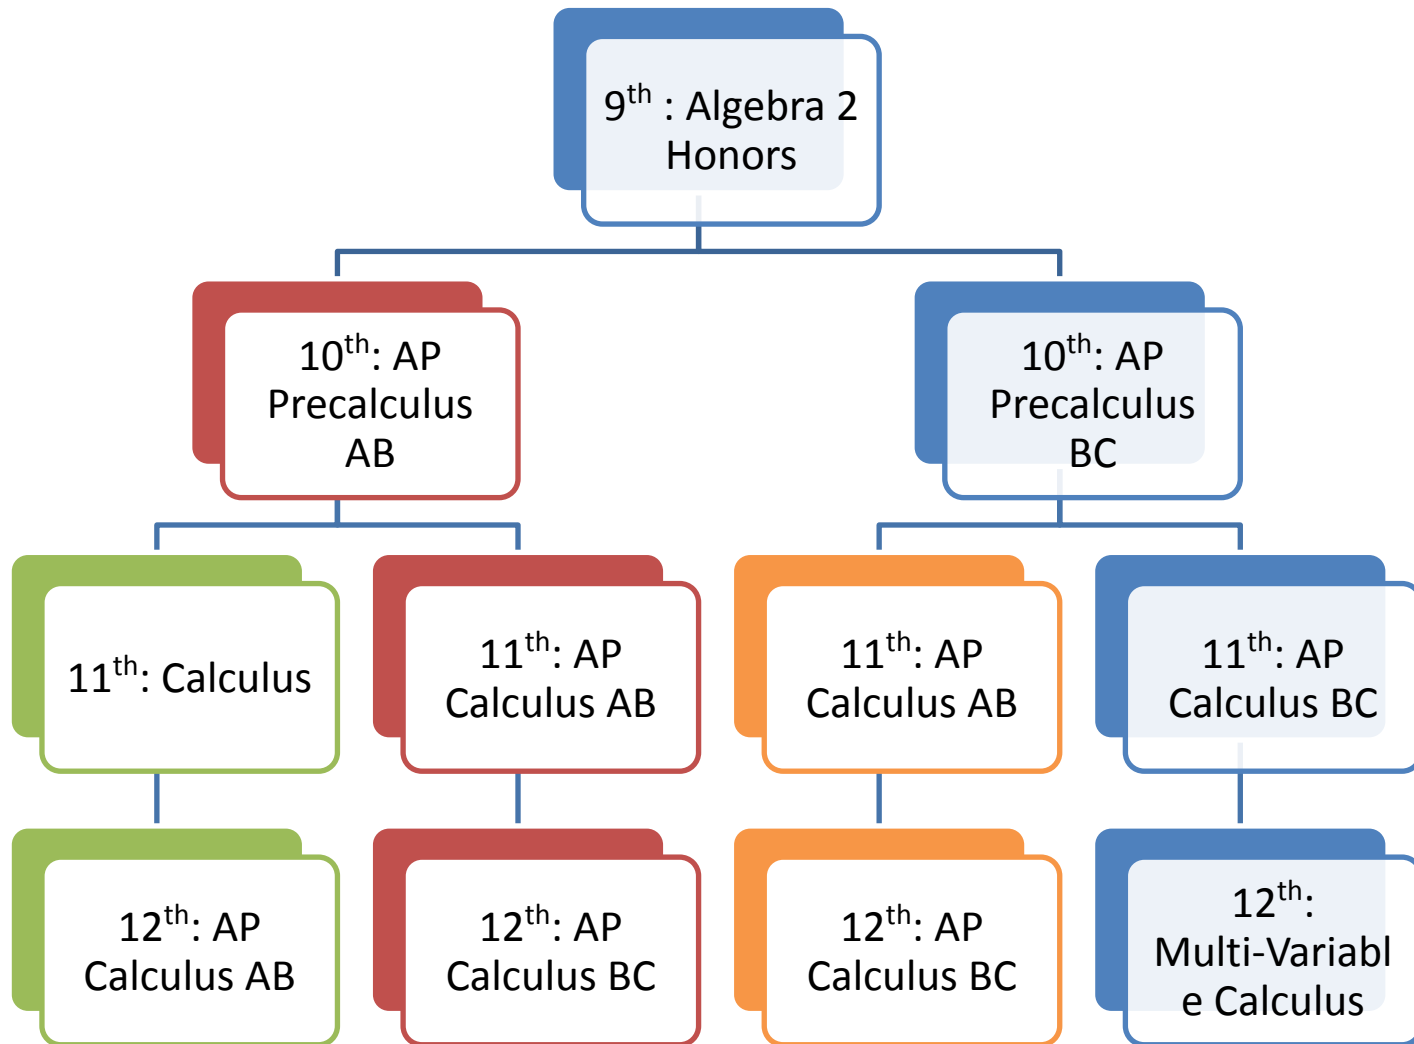 9th : Algebra 2
Honors
10th: AP
Precalculus
AB
10th: AP
Precalculus
BC
11th: Calculus
11th: AP
Calculus AB
11th: AP
Calculus AB
11th: AP
Calculus BC
12th: AP
Calculus AB
12th: AP
Calculus BC
12th: AP
Calculus BC
12th:
Multi-Variabl
e Calculus